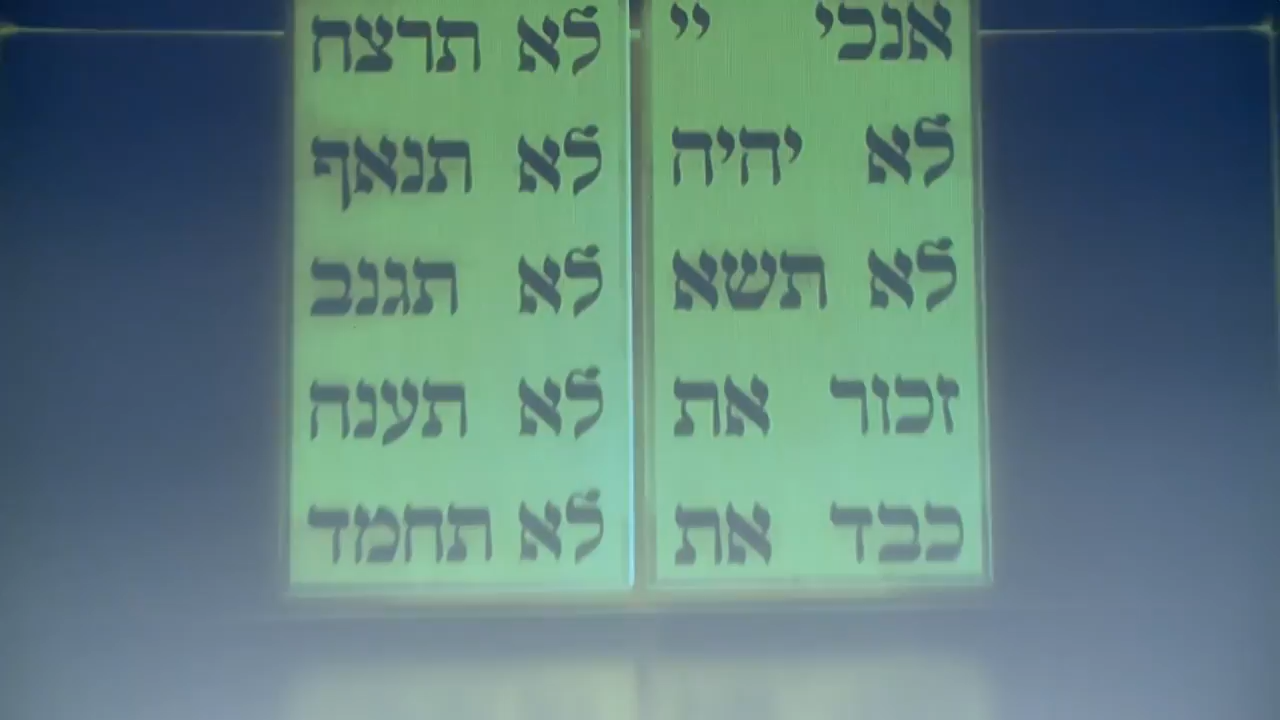 אנכי יי
לא יהיה
לא תשא
זכור את
כבד את
לא תרצח
לא תנאף
לא תגנב
לא תענה
לא תחמד